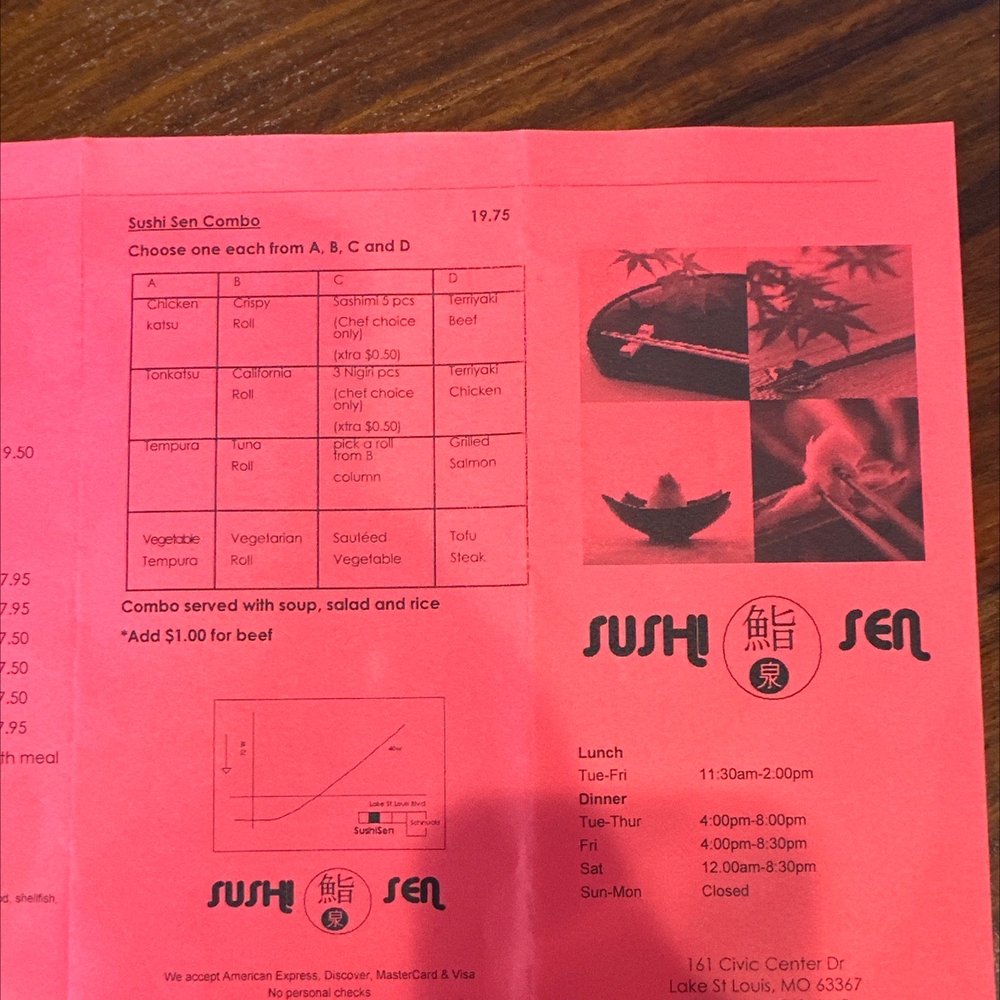 9.50
7.95
7.95
7.50
7.50
7.50
7.95
th meal
shellfish,
Sushi Sen Combo 19.75
Choose one each from A, B, C and D
A B C D
Chicken katsu
Crispy Roll
Sashimi 5 pcs
(Chef choice only)
(xtra $0.50)
Terriyaki Beef
Tonkatsu
California Roll
3 Nigiri pcs
(chef choice only)
(xtra $0.50)
Terriyaki Chicken
Tempura
Tuna Roll
pick a roll from B column
Grilled Salmon
Vegetable Tempura
Vegetarian Roll
Sautéed Vegetable
Tofu Steak
Combo served with soup, salad and rice
*Add $1.00 for beef
Lake St Louis Blvd
Schnucks
SushiSen
SUSHI 鮨泉 SEN
We accept American Express, Discover, MasterCard & Visa
No personal checks
SUSHI 鮨泉 SEN
Lunch
Tue-Fri 11:30am-2:00pm
Dinner
Tue-Thur 4:00pm-8:00pm
Fri 4:00pm-8:30pm
Sat 12.00am-8:30pm
Sun-Mon Closed
161 Civic Center Dr
Lake St Louis, MO 63367